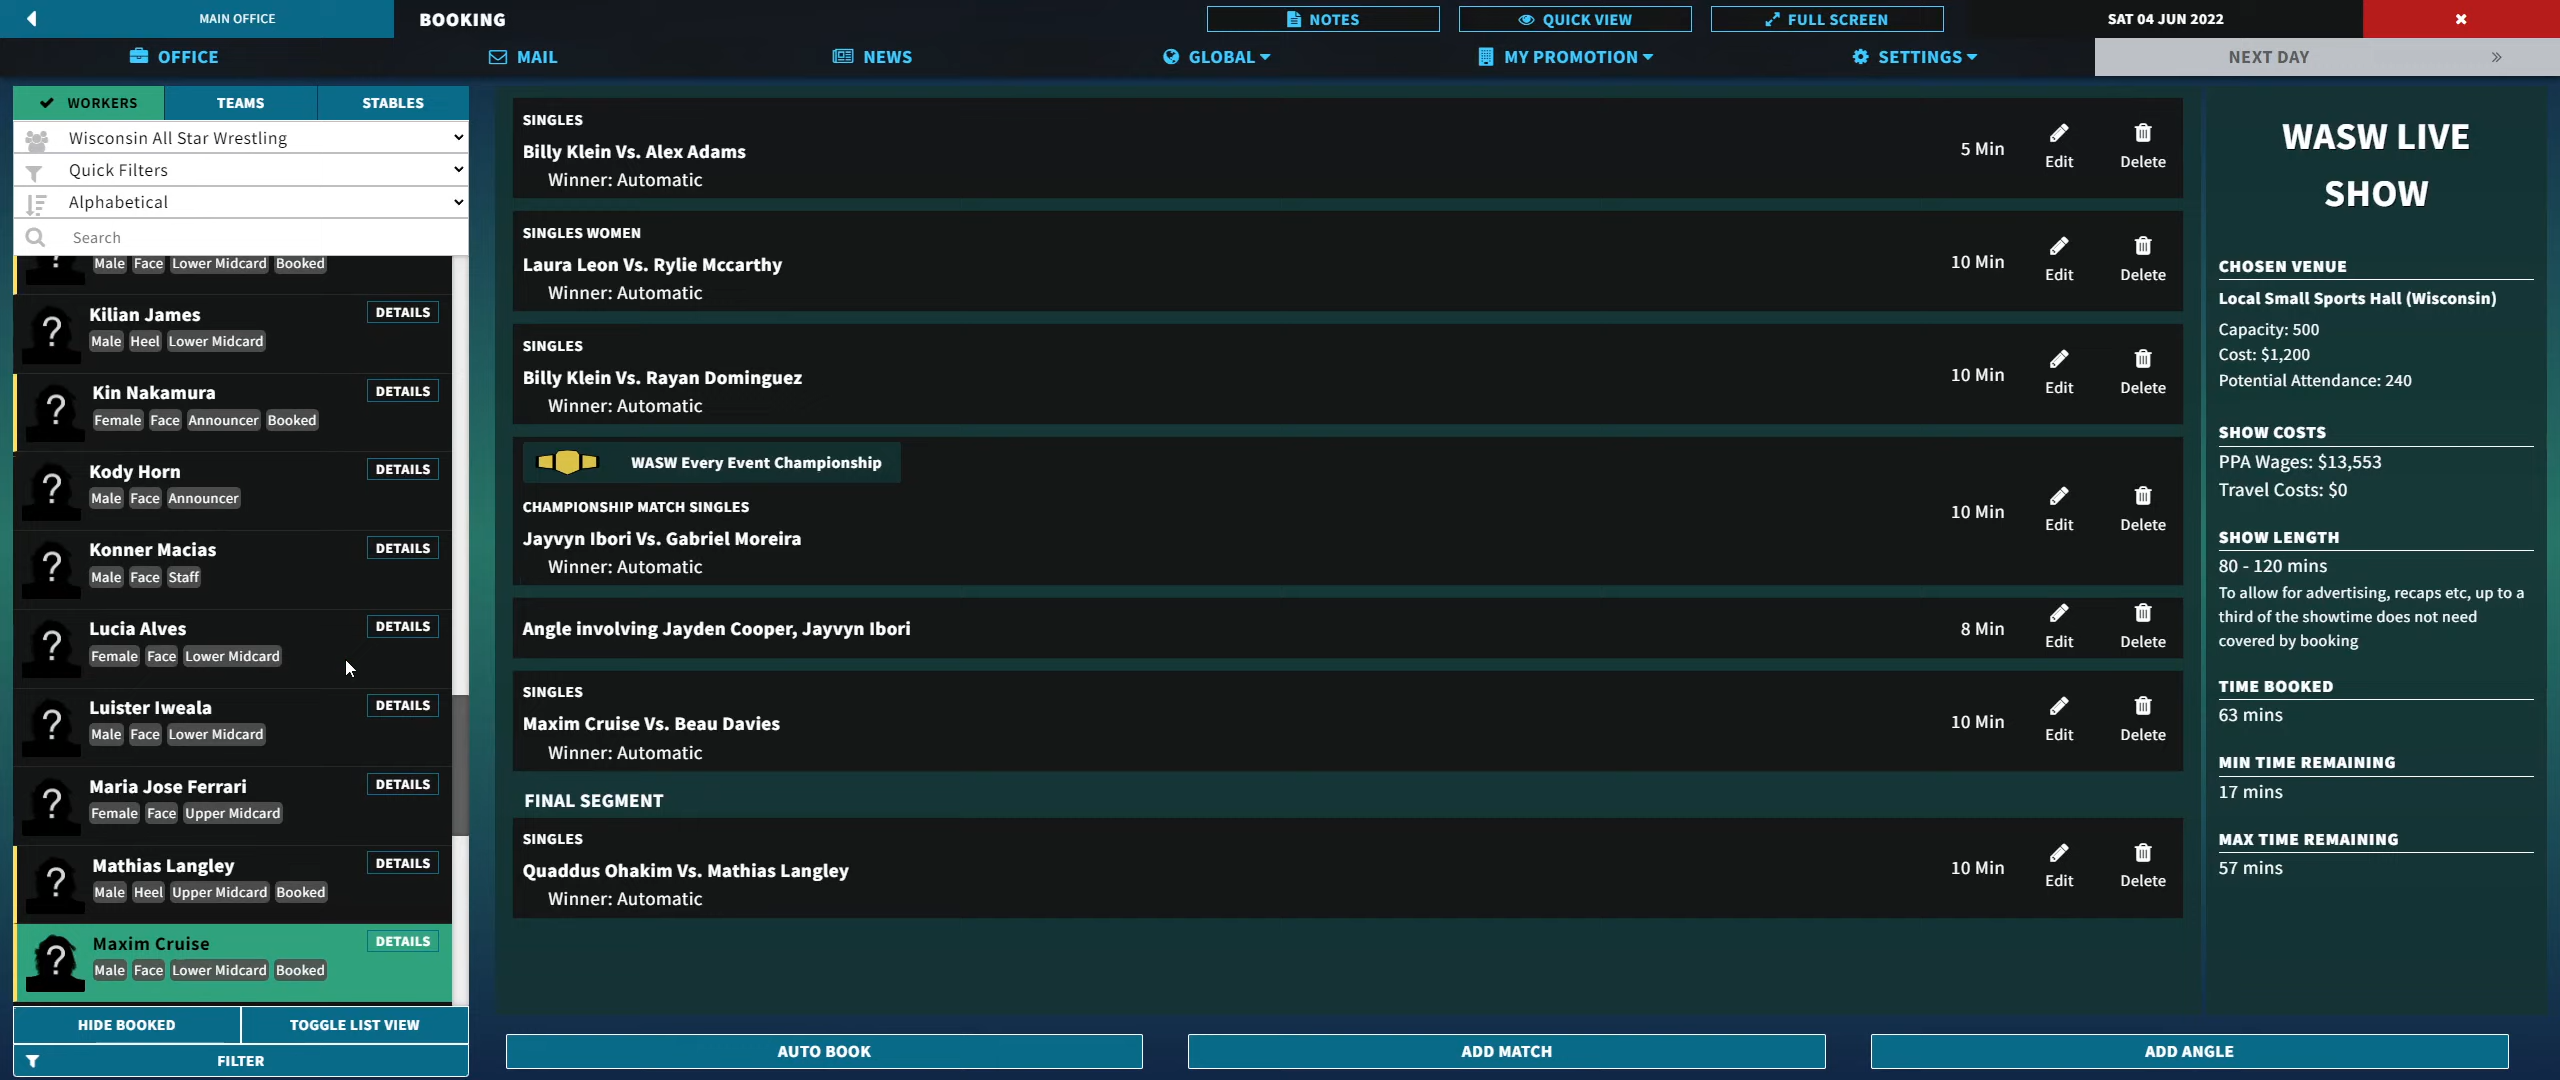 MAIN OFFICE
BOOKING
NOTES
QUICK VIEW
FULL SCREEN
SAT 04 JUN 2022
OFFICE
MAIL
NEWS
GLOBAL
MY PROMOTION
SETTINGS
NEXT DAY
WORKERS
TEAMS
STABLES
Wisconsin All Star Wrestling
Quick Filters
Alphabetical
Search
Male Face Lower Midcard Booked
Kilian James
DETAILS
Male Heel Lower Midcard
Kin Nakamura
DETAILS
Female Face Announcer Booked
Kody Horn
DETAILS
Male Face Announcer
Konner Macias
DETAILS
Male Face Staff
Lucia Alves
DETAILS
Female Face Lower Midcard
Luister Iweala
DETAILS
Male Face Lower Midcard
Maria Jose Ferrari
DETAILS
Female Face Upper Midcard
Mathias Langley
DETAILS
Male Heel Upper Midcard Booked
Maxim Cruise
DETAILS
Male Face Lower Midcard Booked
HIDE BOOKED
TOGGLE LIST VIEW
FILTER
SINGLES
Billy Klein Vs. Alex Adams
Winner: Automatic
5 Min
Edit
Delete
SINGLES WOMEN
Laura Leon Vs. Rylie Mccarthy
Winner: Automatic
10 Min
Edit
Delete
SINGLES
Billy Klein Vs. Rayan Dominguez
Winner: Automatic
10 Min
Edit
Delete
WASW Every Event Championship
CHAMPIONSHIP MATCH SINGLES
Jayvyn Ibori Vs. Gabriel Moreira
Winner: Automatic
10 Min
Edit
Delete
Angle involving Jayden Cooper, Jayvyn Ibori
8 Min
Edit
Delete
SINGLES
Maxim Cruise Vs. Beau Davies
Winner: Automatic
10 Min
Edit
Delete
FINAL SEGMENT
SINGLES
Quaddus Ohakim Vs. Mathias Langley
Winner: Automatic
10 Min
Edit
Delete
AUTO BOOK
ADD MATCH
ADD ANGLE
WASW LIVE
SHOW
CHOSEN VENUE
Local Small Sports Hall (Wisconsin)
Capacity: 500
Cost: $1,200
Potential Attendance: 240
SHOW COSTS
PPA Wages: $13,553
Travel Costs: $0
SHOW LENGTH
80 - 120 mins
To allow for advertising, recaps etc, up to a
third of the showtime does not need
covered by booking
TIME BOOKED
63 mins
MIN TIME REMAINING
17 mins
MAX TIME REMAINING
57 mins